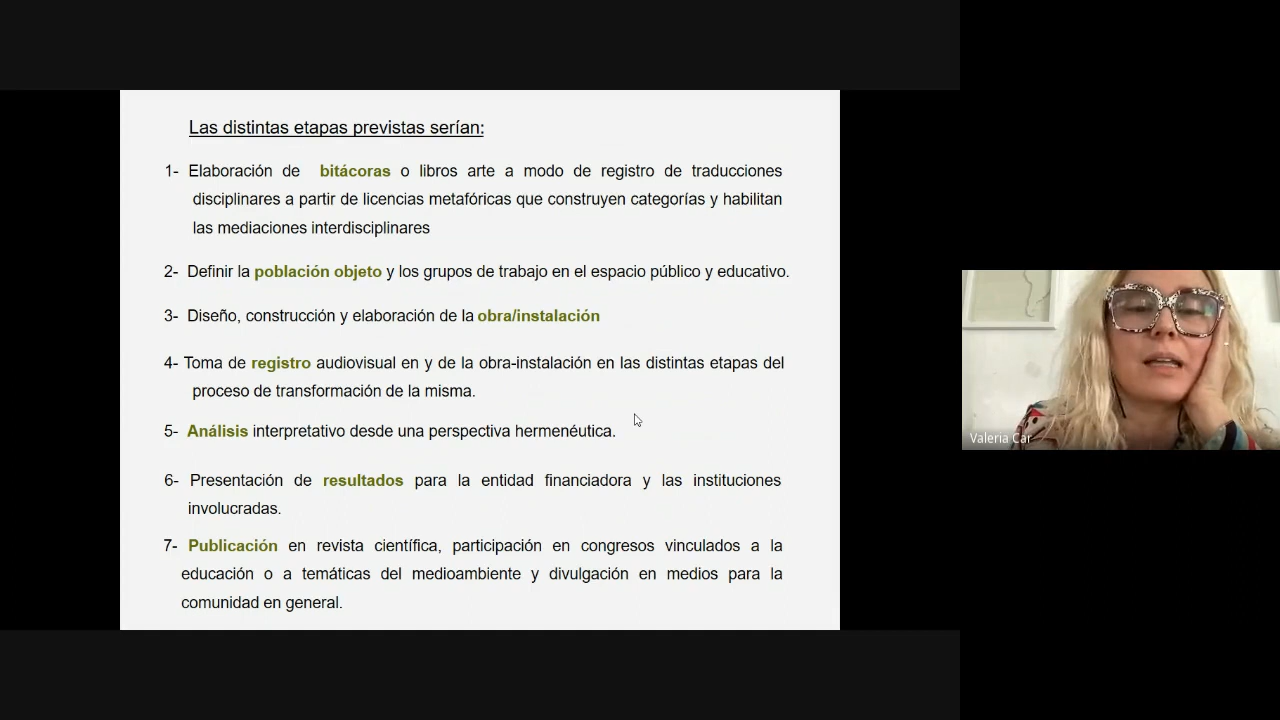 Las distintas etapas previstas serían:
1- Elaboración de bitácoras o libros arte a modo de registro de traducciones
disciplinares a partir de licencias metafóricas que construyen categorías y habilitan
las mediaciones interdisciplinares
2- Definir la población objeto y los grupos de trabajo en el espacio público y educativo.
3- Diseño, construcción y elaboración de la obra/instalación
4- Toma de registro audiovisual en y de la obra-instalación en las distintas etapas del
proceso de transformación de la misma.
5- Análisis interpretativo desde una perspectiva hermenéutica.
6- Presentación de resultados para la entidad financiadora y las instituciones
involucradas.
7- Publicación en revista científica, participación en congresos vinculados a la
educación o a temáticas del medioambiente y divulgación en medios para la
comunidad en general.
Valeria Car